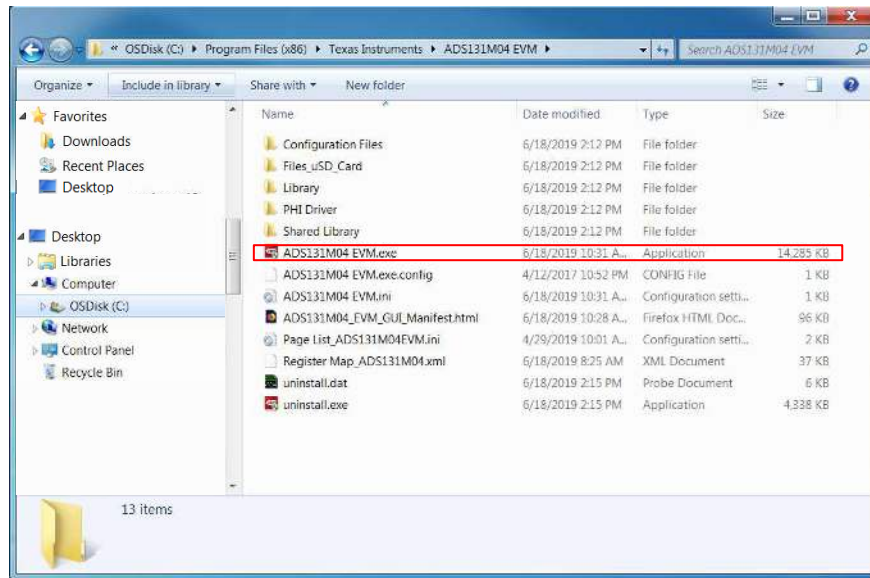 « OSDisk (C:) Program Files (x86) Texas Instruments ADS131M04 EVM Search ADS131M04 EVM
Organize Include in library Share with New folder
Favorites
Downloads
Recent Places
Desktop
Desktop
Libraries
Computer
OSDisk (C:)
Network
Control Panel
Recycle Bin
Name Date modified Type Size
Configuration Files 6/18/2019 2:12 PM File folder
Files_uSD_Card 6/18/2019 2:12 PM File folder
Library 6/18/2019 2:12 PM File folder
PHI Driver 6/18/2019 2:12 PM File folder
Shared Library 6/18/2019 2:12 PM File folder
ADS131M04 EVM.exe 6/18/2019 10:31 A... Application 14,285 KB
ADS131M04 EVM.exe.config 4/12/2017 10:52 PM CONFIG File 1 KB
ADS131M04 EVM.ini 6/18/2019 10:31 A... Configuration setti... 1 KB
ADS131M04_EVM_GUI_Manifest.html 6/18/2019 10:28 A... Firefox HTML Doc... 96 KB
Page List_ADS131M04EVM.ini 4/29/2019 10:01 A... Configuration setti... 2 KB
Register Map_ADS131M04.xml 6/18/2019 8:25 AM XML Document 37 KB
uninstall.dat 6/18/2019 2:15 PM Probe Document 6 KB
uninstall.exe 6/18/2019 2:15 PM Application 4,338 KB
13 items